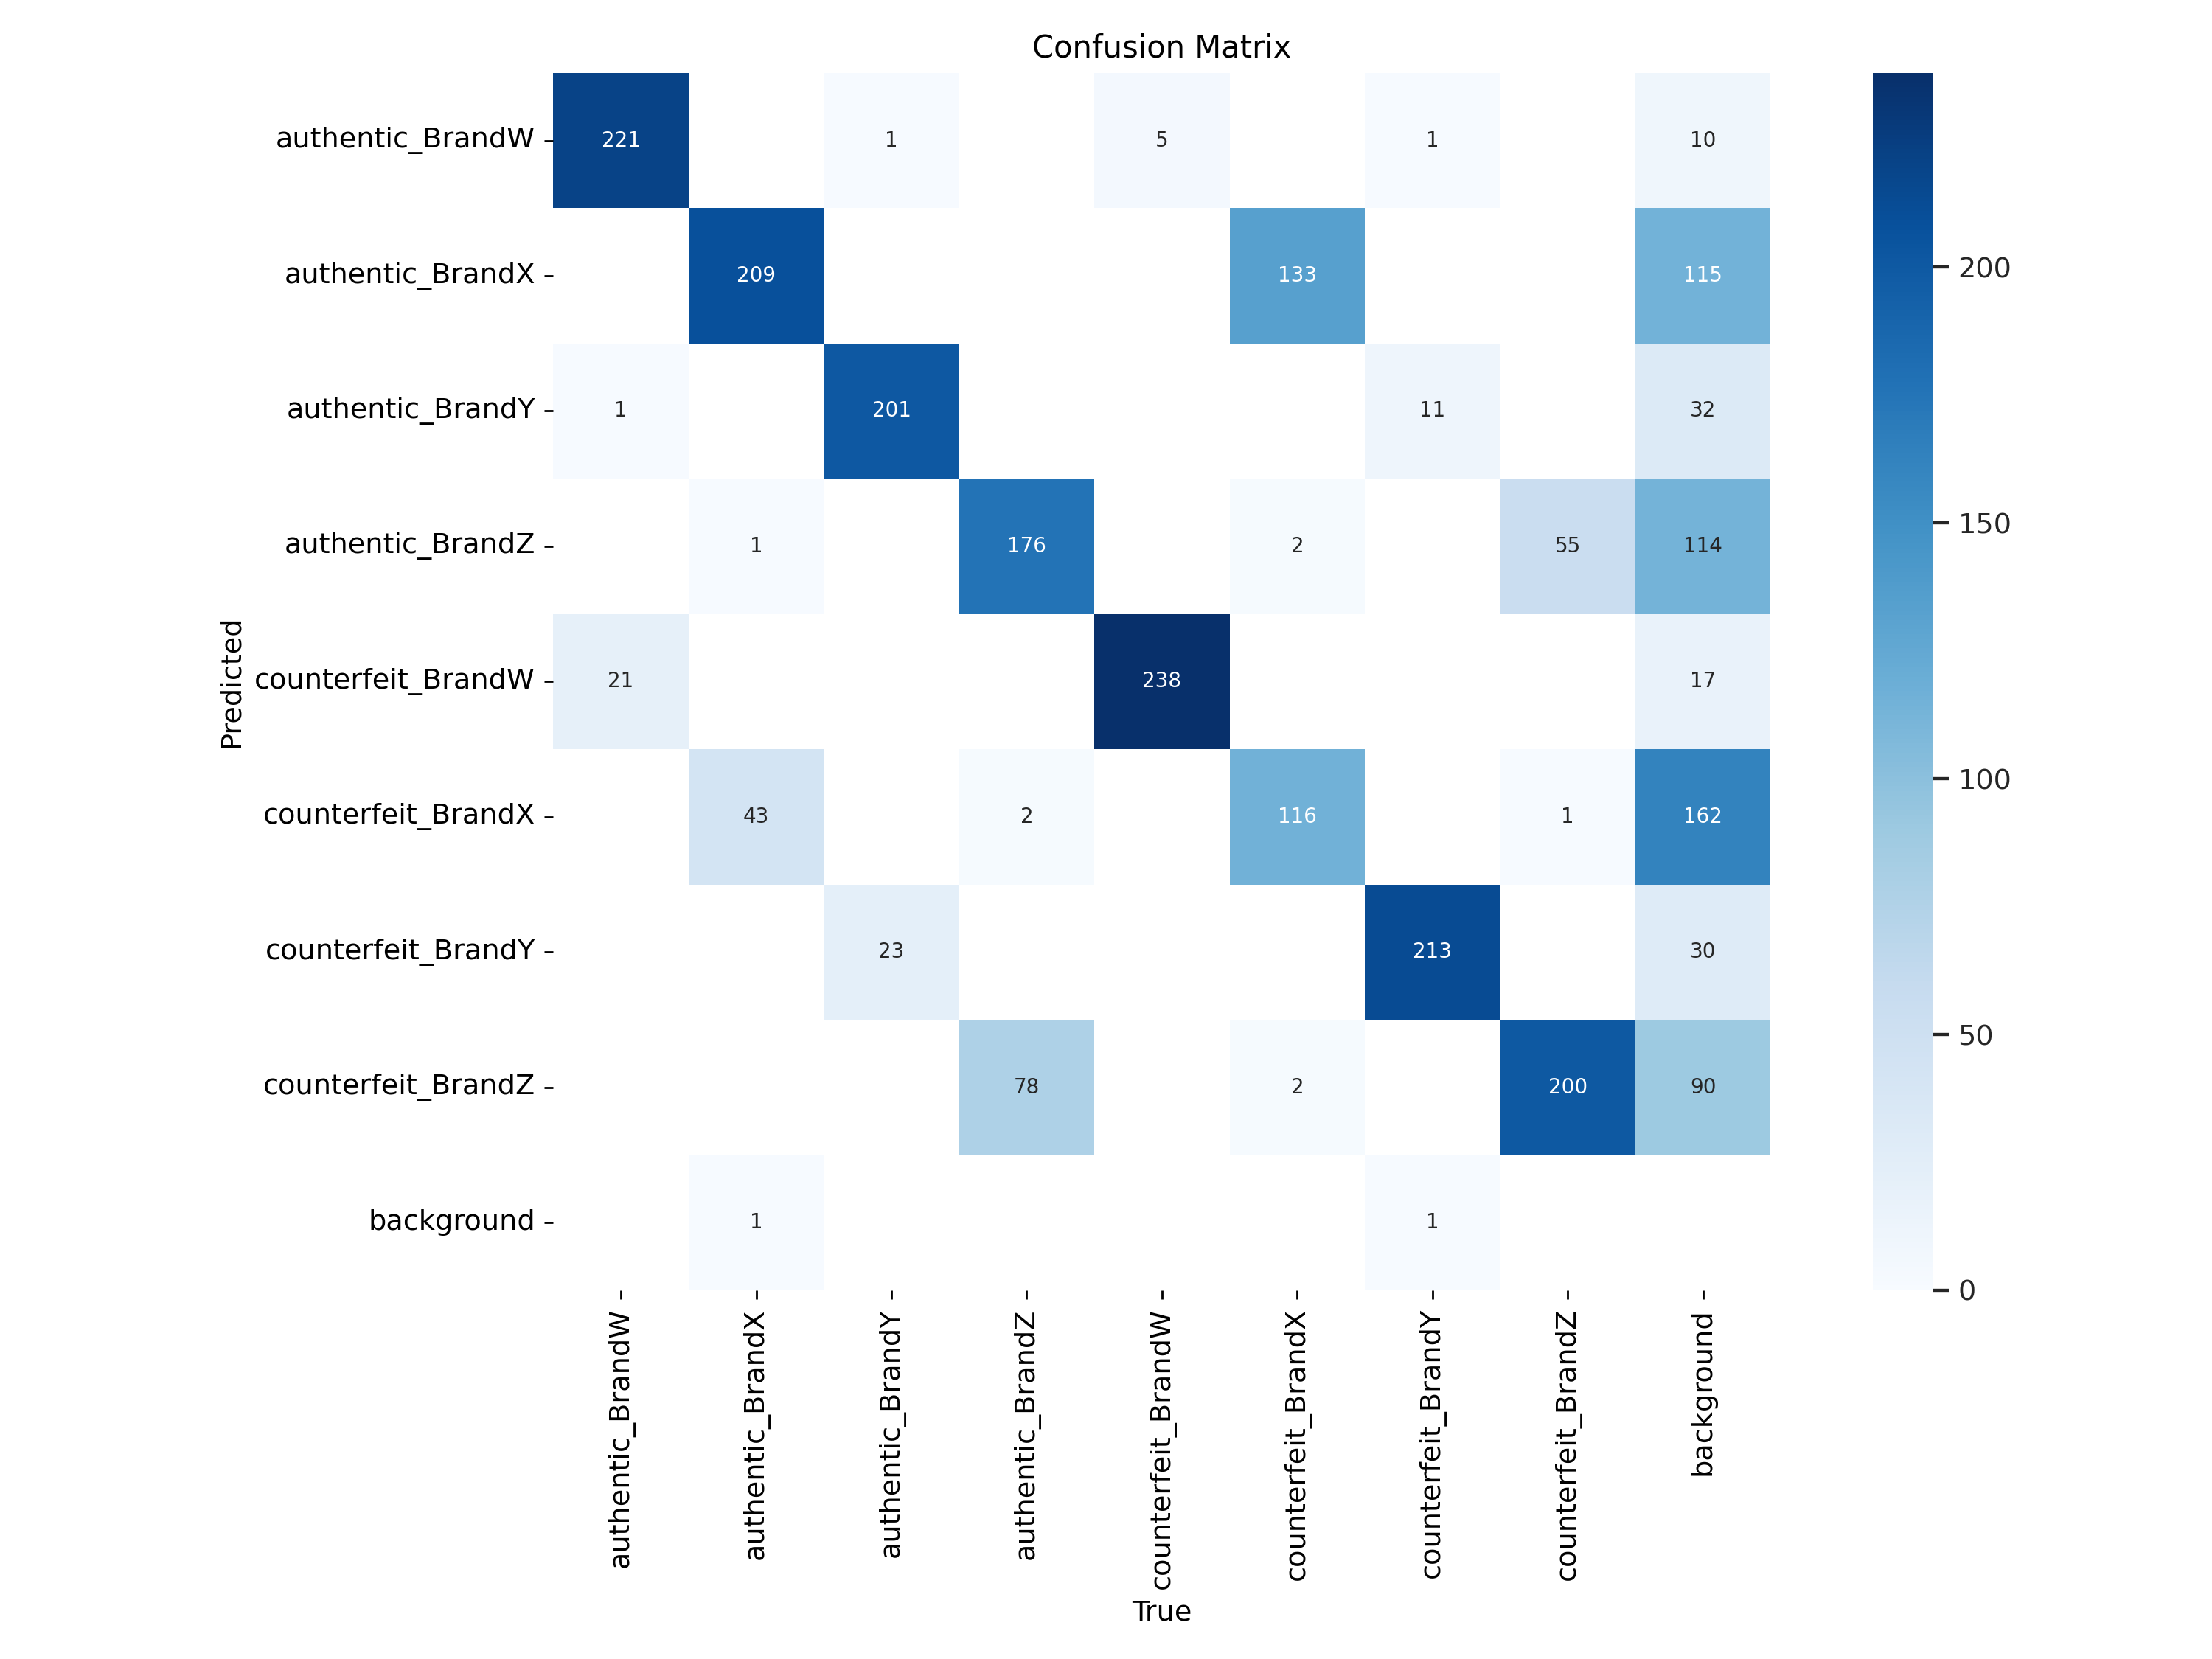 Confusion Matrix
authentic_BrandW 221 1 5 1 10
authentic_BrandX 209 133 115
authentic_BrandY 1 201 11 32
authentic_BrandZ 1 176 2 55 114
counterfeit_BrandW 21 238 17
counterfeit_BrandX 43 2 116 1 162
counterfeit_BrandY 23 213 30
counterfeit_BrandZ 78 2 200 90
background 1 1
Predicted
authentic_BrandW
authentic_BrandX
authentic_BrandY
authentic_BrandZ
counterfeit_BrandW
counterfeit_BrandX
counterfeit_BrandY
counterfeit_BrandZ
background
True
200
150
100
50
0